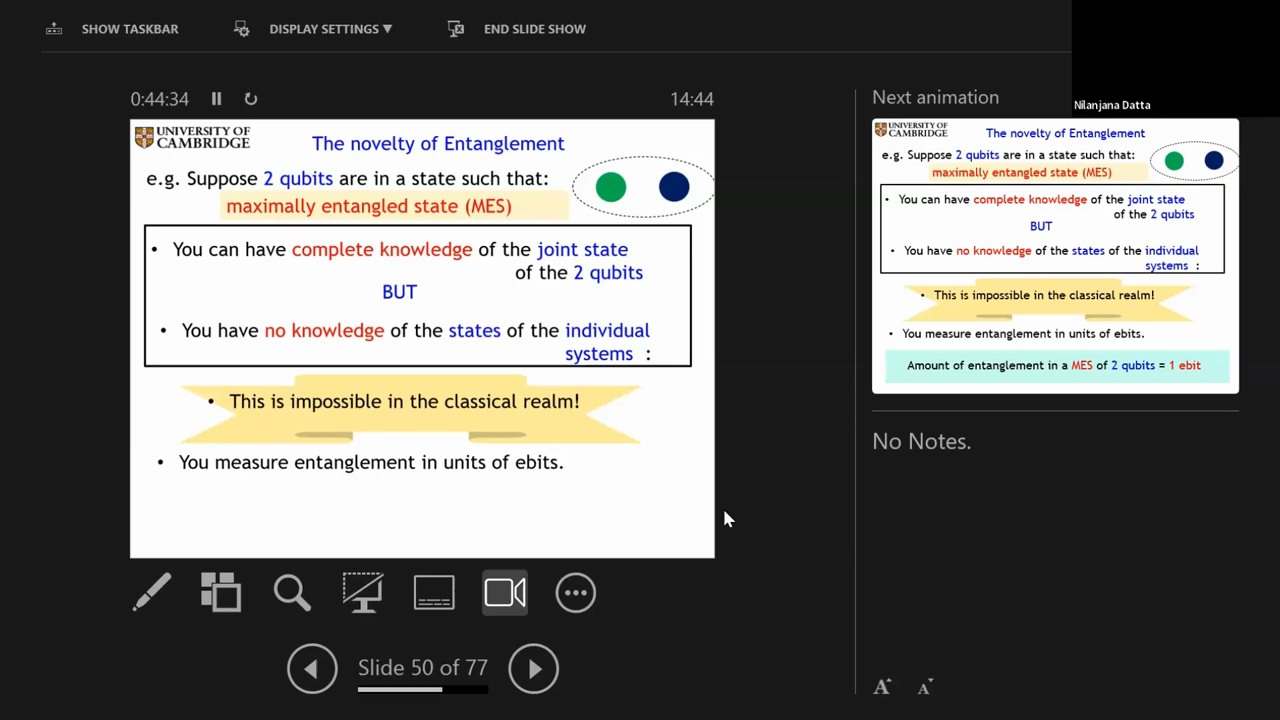 SHOW TASKBAR
DISPLAY SETTINGS ▼
END SLIDE SHOW
0:44:34
14:44
UNIVERSITY OF
CAMBRIDGE
The novelty of Entanglement
e.g. Suppose 2 qubits are in a state such that:
maximally entangled state (MES)
• You can have complete knowledge of the joint state
of the 2 qubits
BUT
• You have no knowledge of the states of the individual
systems :
• This is impossible in the classical realm!
• You measure entanglement in units of ebits.
Slide 50 of 77
Next animation
Nilanjana Datta
UNIVERSITY OF
CAMBRIDGE
The novelty of Entanglement
e.g. Suppose 2 qubits are in a state such that:
maximally entangled state (MES)
• You can have complete knowledge of the joint state
of the 2 qubits
BUT
• You have no knowledge of the states of the individual
systems :
• This is impossible in the classical realm!
• You measure entanglement in units of ebits.
Amount of entanglement in a MES of 2 qubits = 1 ebit
No Notes.
A A